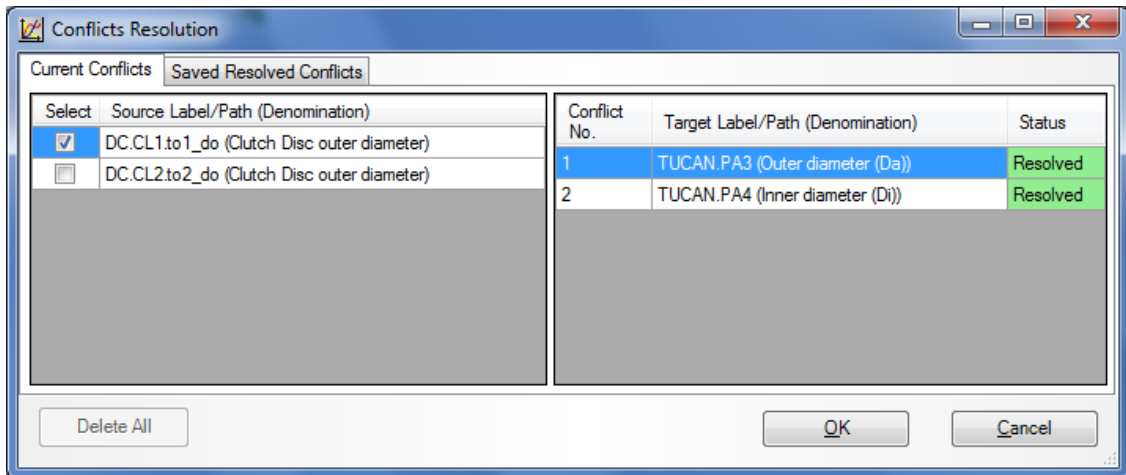 Conflicts Resolution
Current Conflicts Saved Resolved Conflicts
Select Source Label/Path (Denomination)
DC.CL1.to1_do (Clutch Disc outer diameter)
DC.CL2.to2_do (Clutch Disc outer diameter)
Conflict No. Target Label/Path (Denomination) Status
1 TUCAN.PA3 (Outer diameter (Da)) Resolved
2 TUCAN.PA4 (Inner diameter (Di)) Resolved
Delete All OK Cancel